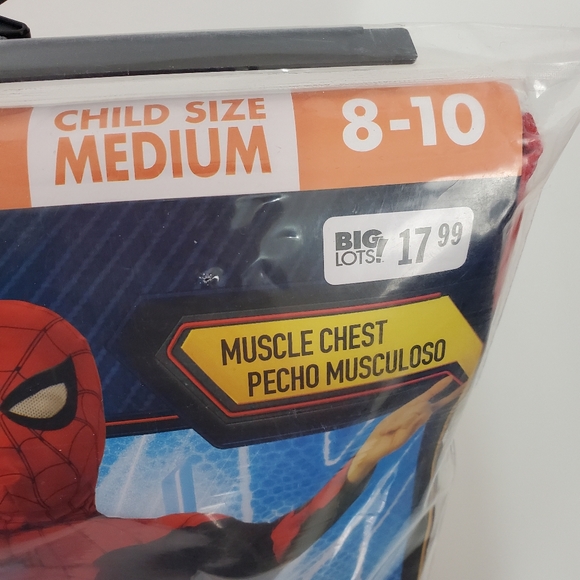 CHILD SIZE
MEDIUM
8-10
BIG
LOTS!
17 99
MUSCLE CHEST
PECHO MUSCULOSO